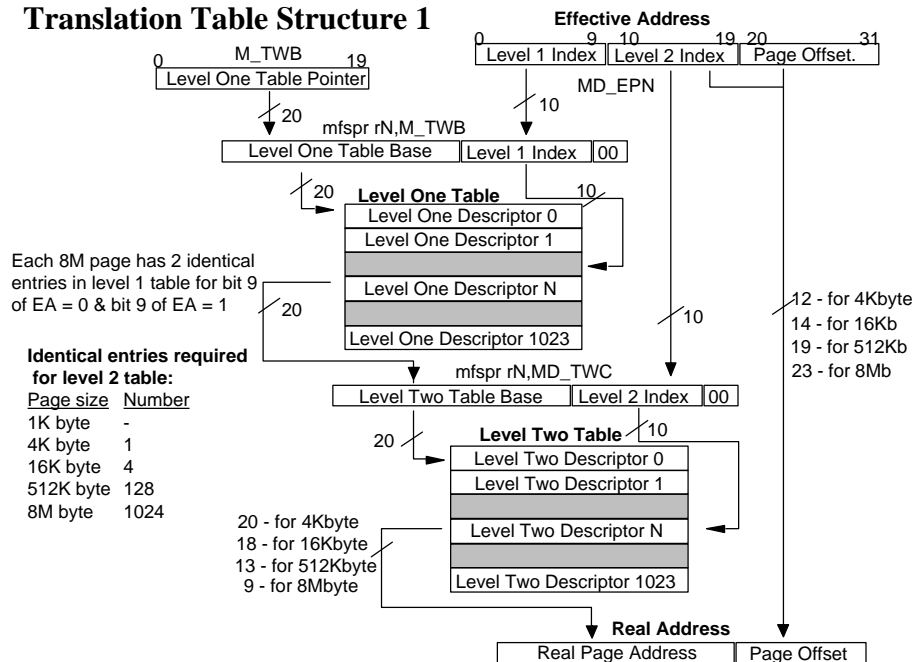 Translation Table Structure 1
Effective Address
M_TWB
0 19
Level One Table Pointer
0 9 10 19 20 31
Level 1 Index Level 2 Index Page Offset.
MD_EPN
20
10
mfspr rN,M_TWB
Level One Table Base Level 1 Index 00
20
10
Level One Table
Level One Descriptor 0
Level One Descriptor 1
Level One Descriptor N
Level One Descriptor 1023
Each 8M page has 2 identical
entries in level 1 table for bit 9
of EA = 0 & bit 9 of EA = 1
20
10
12 - for 4Kbyte
14 - for 16Kb
19 - for 512Kb
23 - for 8Mb
Identical entries required
for level 2 table:
Page size Number
1K byte -
4K byte 1
16K byte 4
512K byte 128
8M byte 1024
mfspr rN,MD_TWC
Level Two Table Base Level 2 Index 00
20
10
Level Two Table
Level Two Descriptor 0
Level Two Descriptor 1
Level Two Descriptor N
Level Two Descriptor 1023
20 - for 4Kbyte
18 - for 16Kbyte
13 - for 512Kbyte
9 - for 8Mbyte
Real Address
Real Page Address Page Offset